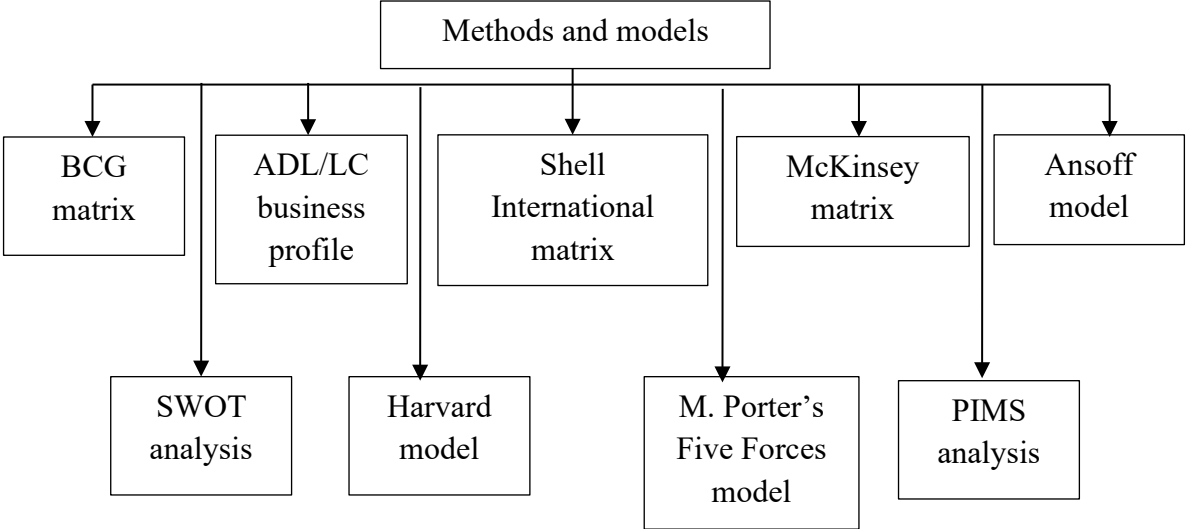 Methods and models
BCG
matrix
ADL/LC
business
profile
Shell
International
matrix
McKinsey
matrix
Ansoff
model
SWOT
analysis
Harvard
model
M. Porter’s
Five Forces
model
PIMS
analysis